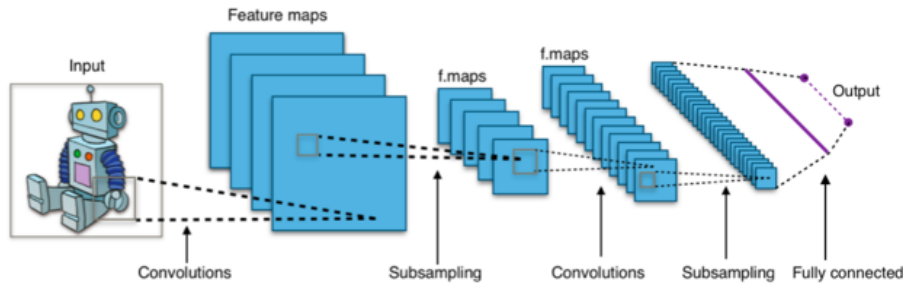 Feature maps
Input
f.maps
f.maps
Output
Convolutions
Subsampling
Convolutions
Subsampling
Fully connected